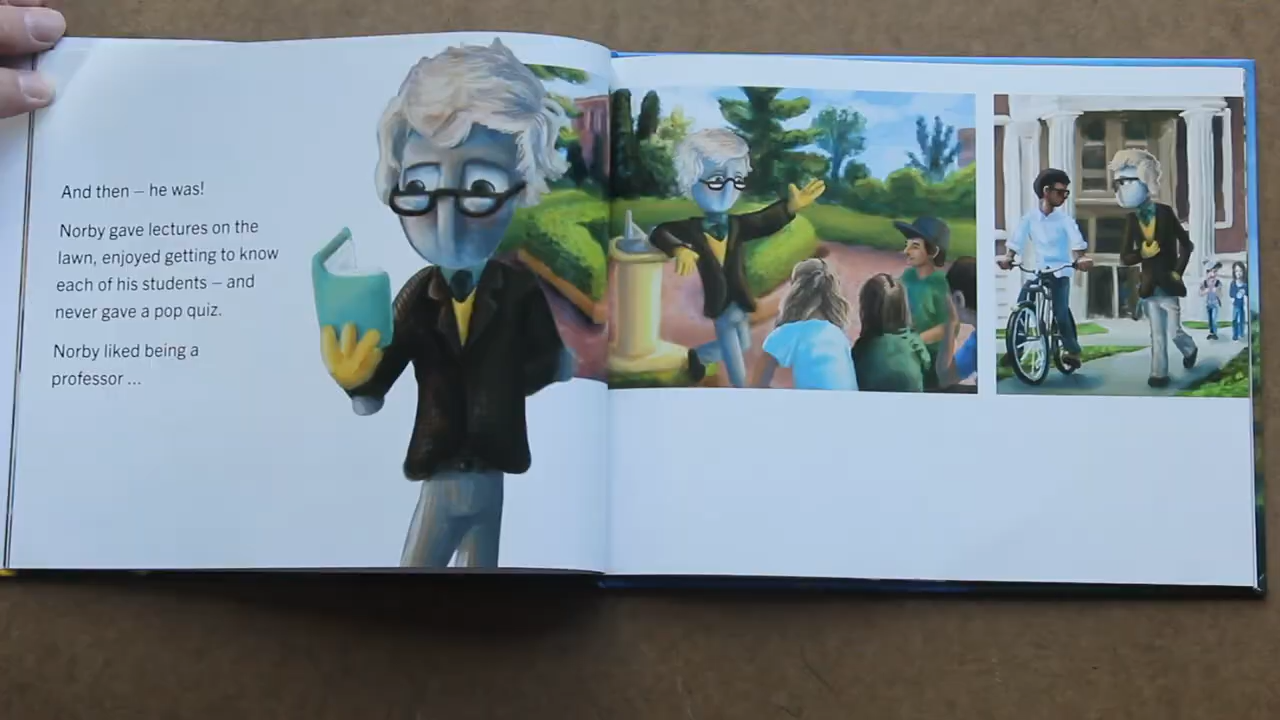 And then – he was!
Norby gave lectures on the
lawn, enjoyed getting to know
each of his students – and
never gave a pop quiz.
Norby liked being a
professor ...